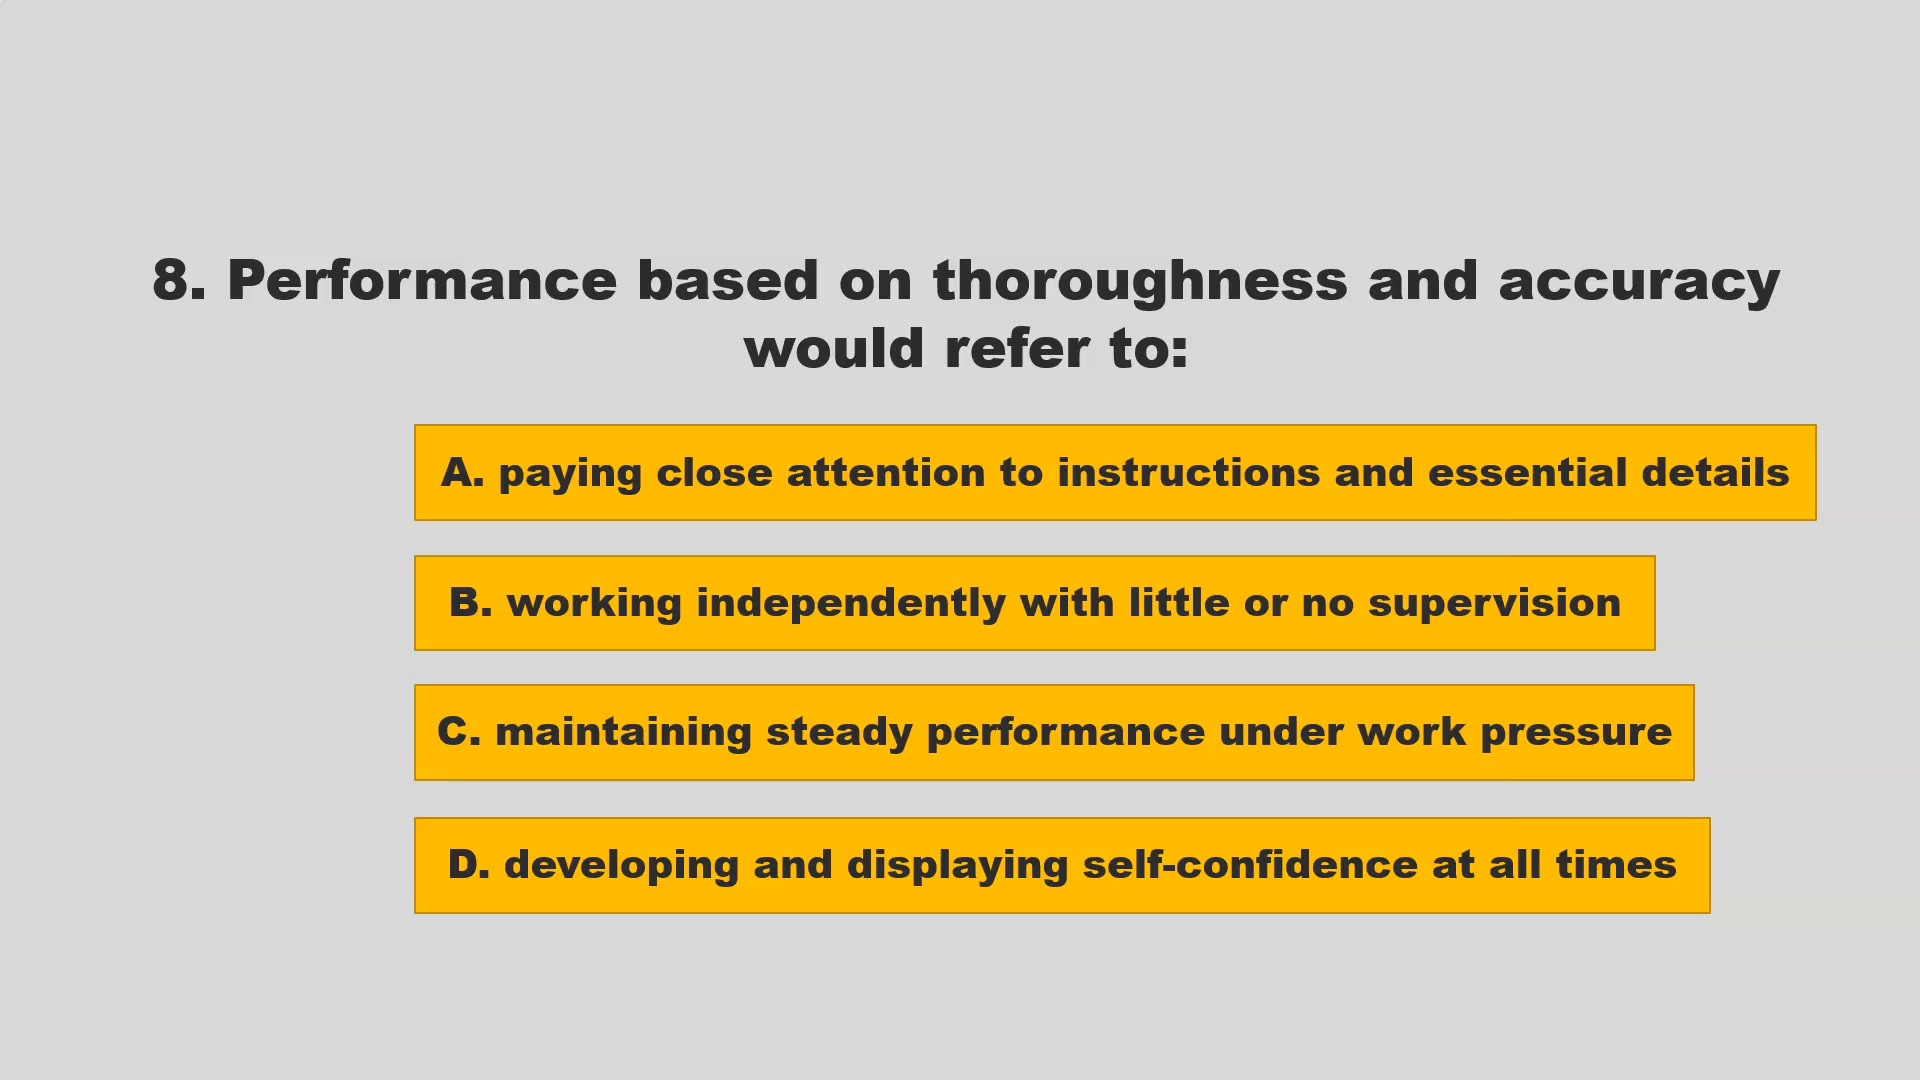 8. Performance based on thoroughness and accuracy
would refer to:
A. paying close attention to instructions and essential details
B. working independently with little or no supervision
C. maintaining steady performance under work pressure
D. developing and displaying self-confidence at all times